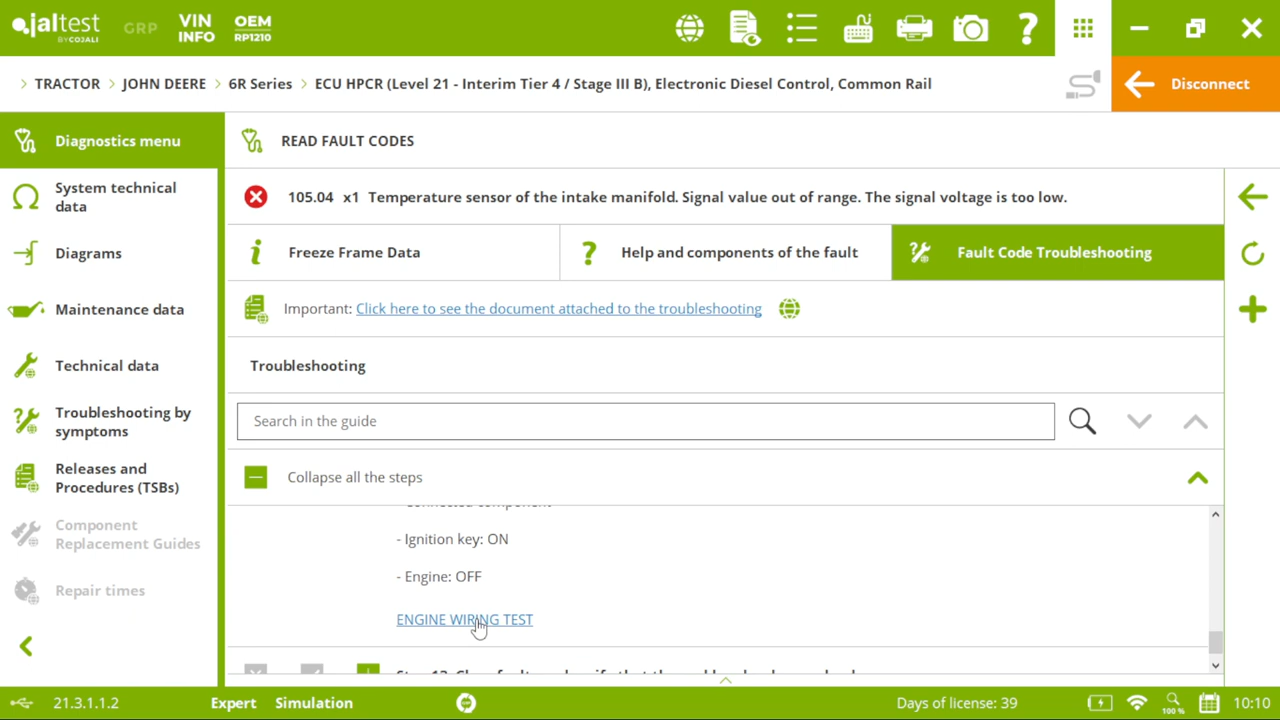 jaltest
BY COJALI
GRP
VIN
INFO
OEM
RP1210
> TRACTOR > JOHN DEERE > 6R Series > ECU HPCR (Level 21 - Interim Tier 4 / Stage III B), Electronic Diesel Control, Common Rail
Disconnect
Diagnostics menu
READ FAULT CODES
System technical
data
105.04 x1 Temperature sensor of the intake manifold. Signal value out of range. The signal voltage is too low.
Diagrams
Freeze Frame Data
Help and components of the fault
Fault Code Troubleshooting
Maintenance data
Important: Click here to see the document attached to the troubleshooting
Technical data
Troubleshooting
Troubleshooting by
symptoms
Search in the guide
Releases and
Procedures (TSBs)
Collapse all the steps
Component
Replacement Guides
- Ignition key: ON
- Engine: OFF
Repair times
ENGINE WIRING TEST
21.3.1.1.2
Expert
Simulation
Days of license: 39
100 %
10:10